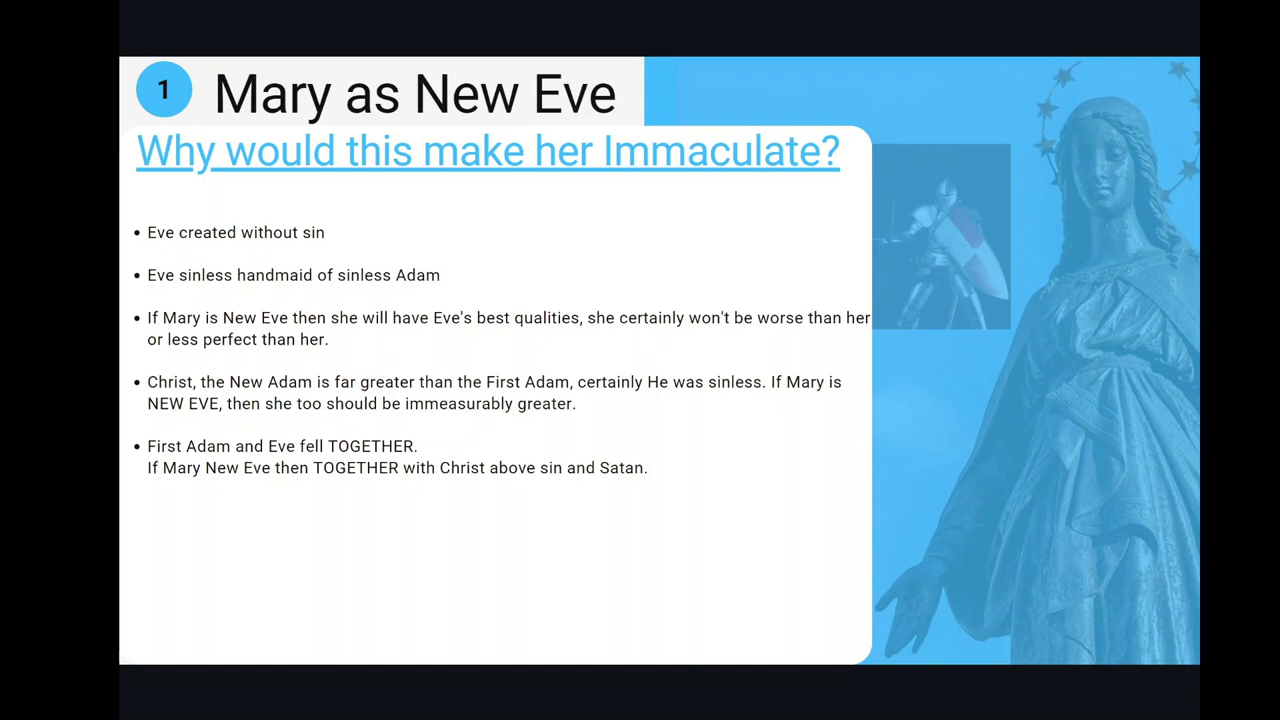 1
Mary as New Eve
Why would this make her Immaculate?
• Eve created without sin
• Eve sinless handmaid of sinless Adam
• If Mary is New Eve then she will have Eve's best qualities, she certainly won't be worse than her
or less perfect than her.
• Christ, the New Adam is far greater than the First Adam, certainly He was sinless. If Mary is
NEW EVE, then she too should be immeasurably greater.
• First Adam and Eve fell TOGETHER.
If Mary New Eve then TOGETHER with Christ above sin and Satan.